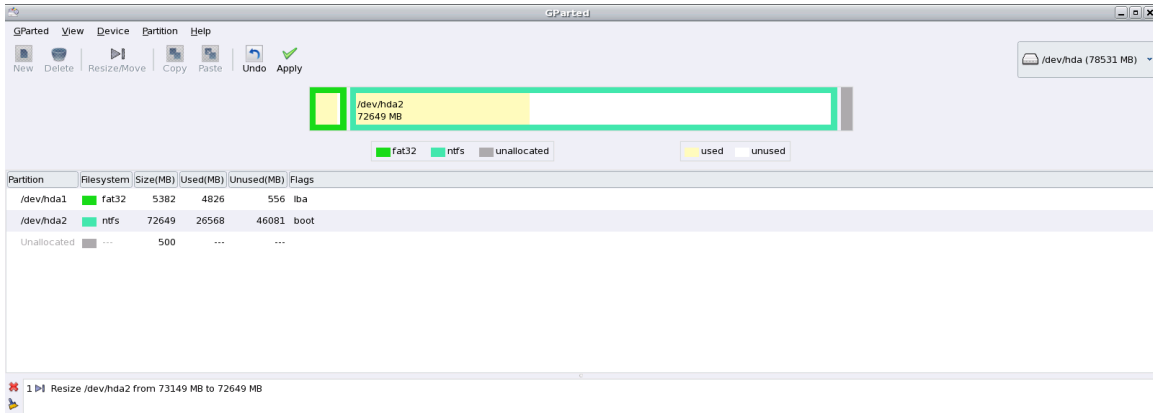 GParted
GParted View Device Partition Help
New Delete Resize/Move Copy Paste Undo Apply
/dev/hda (78531 MB)
/dev/hda2
72649 MB
fat32 ntfs unallocated used unused
Partition Filesystem Size(MB) Used(MB) Unused(MB) Flags
/dev/hda1 fat32 5382 4826 556 lba
/dev/hda2 ntfs 72649 26568 46081 boot
Unallocated --- 500 --- ---
1 Resize /dev/hda2 from 73149 MB to 72649 MB